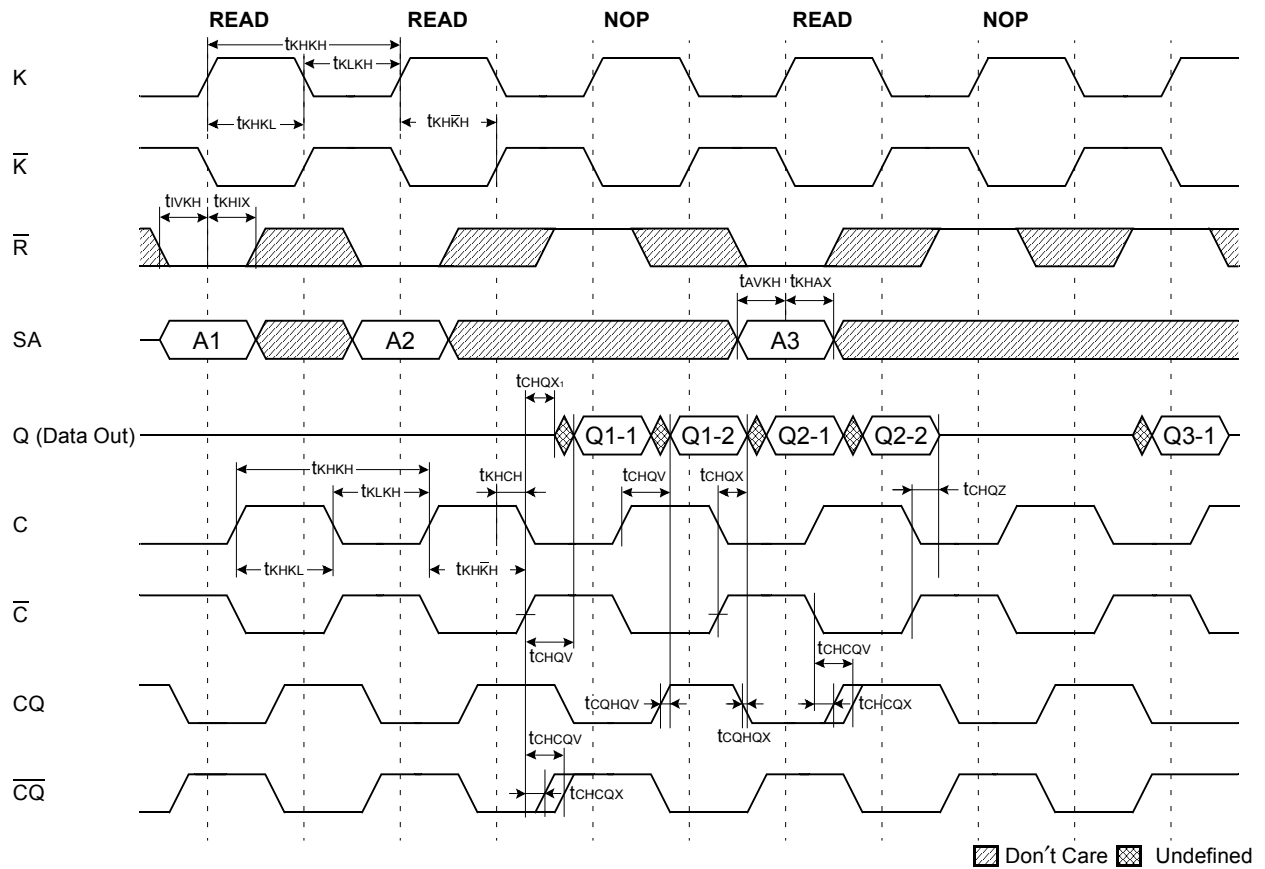 READ READ NOP READ NOP
tKHKH
tKLKH
K
tKHKL tKHK̅H
K̅
tIVKH tKHIX
R̅
tAVKH tKHAX
SA A1 A2 A3
tCHQX1
Q (Data Out) Q1-1 Q1-2 Q2-1 Q2-2 Q3-1
tKHKH tKHCH tCHQV tCHQX
tKLKH tCHQZ
C
tKHKL tKHK̅H
C̅
tCHQV tCHCQV
CQ tCQHQV tCHCQX
tCQHQX
tCHCQV
C̅Q̅ tCHCQX
Don′t Care Undefined